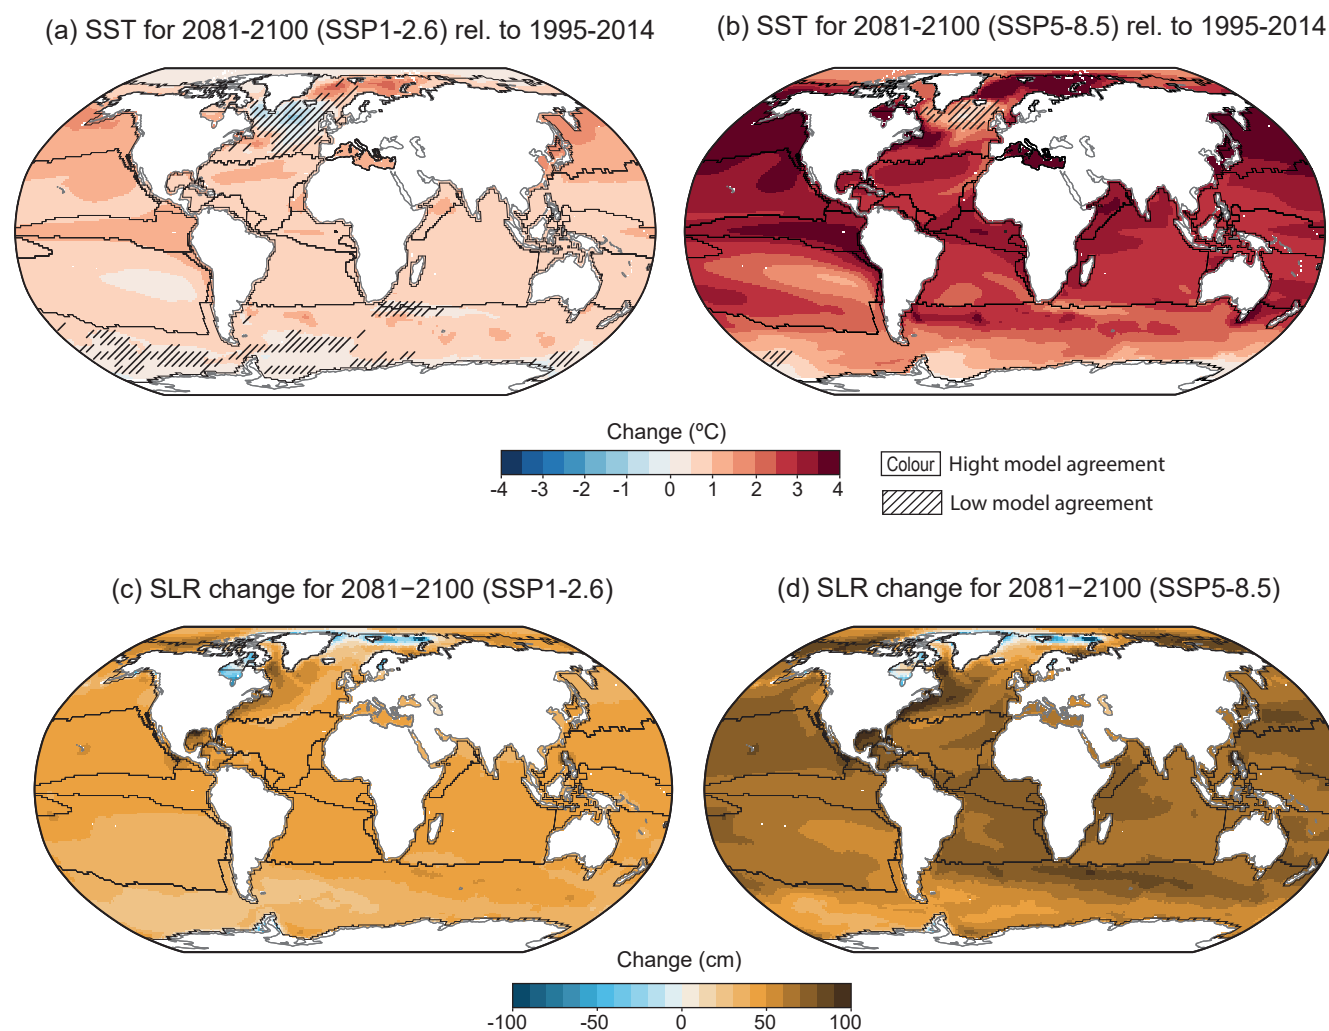 (a) SST for 2081-2100 (SSP1-2.6) rel. to 1995-2014
(b) SST for 2081-2100 (SSP5-8.5) rel. to 1995-2014
Change (ºC)
-4 -3 -2 -1 0 1 2 3 4
Colour Hight model agreement
Low model agreement
(c) SLR change for 2081−2100 (SSP1-2.6)
(d) SLR change for 2081−2100 (SSP5-8.5)
Change (cm)
-100 -50 0 50 100